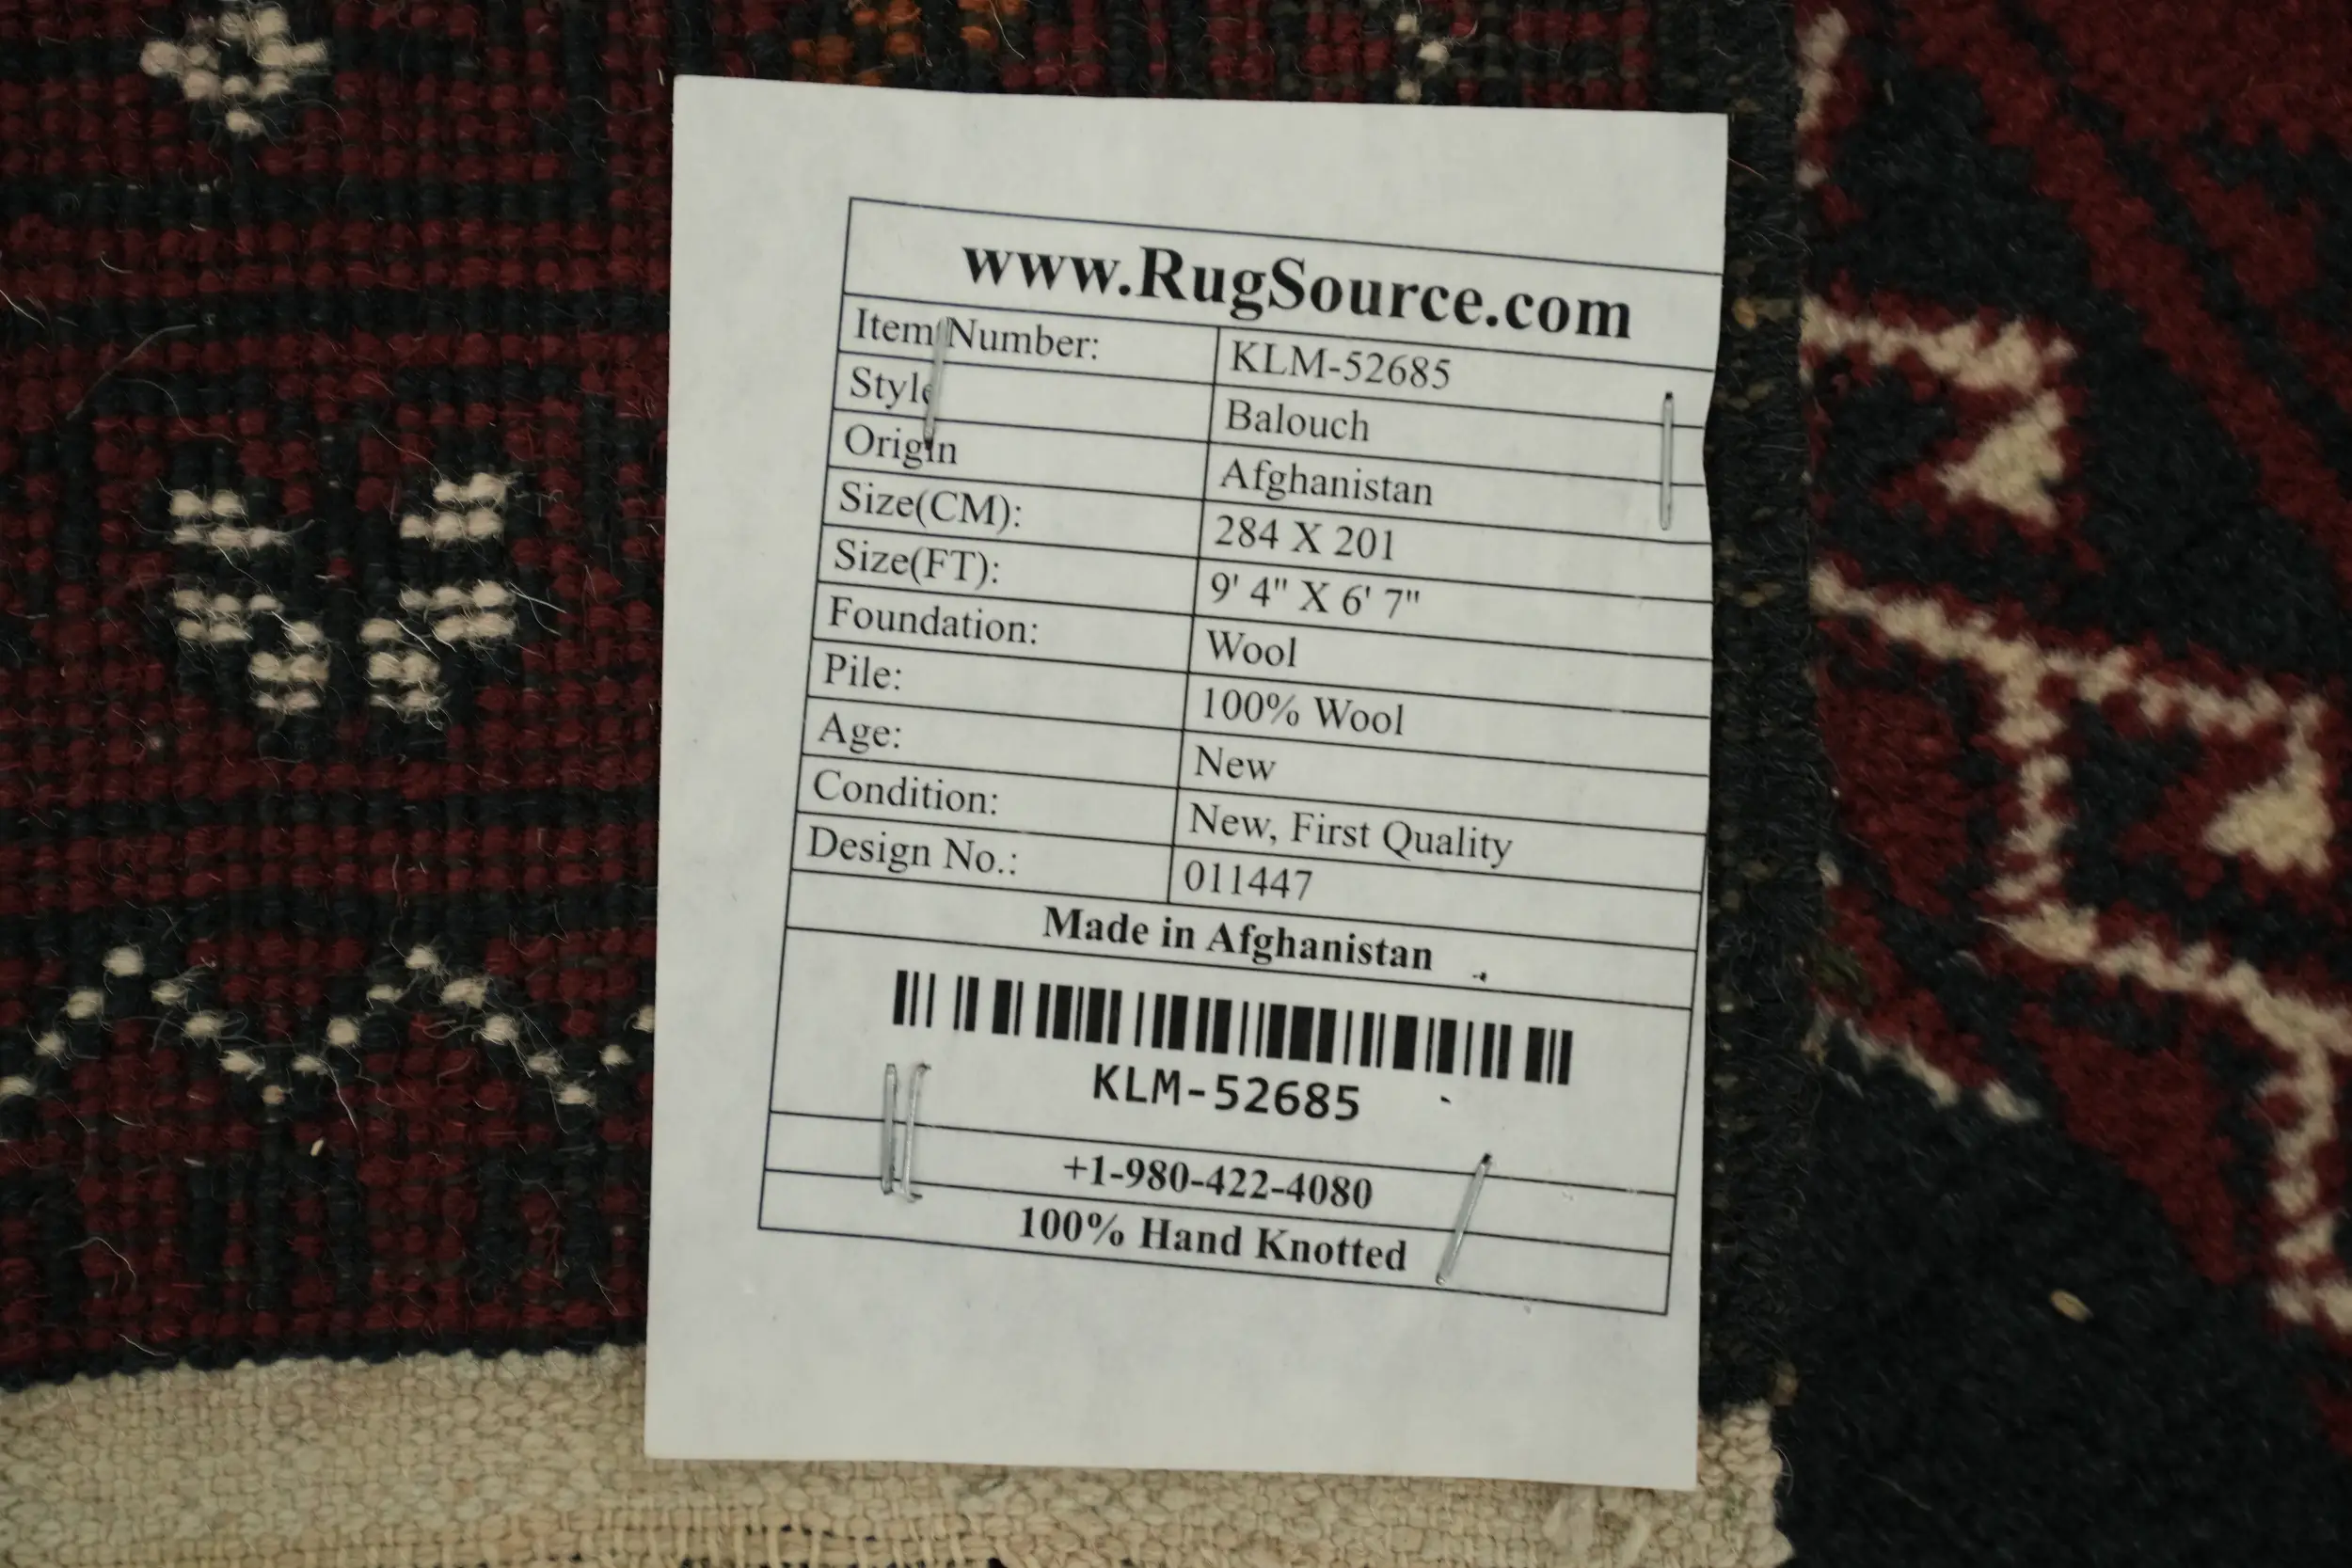 www.RugSource.com
Item Number: KLM-52685
Style Balouch
Origin Afghanistan
Size(CM): 284 X 201
Size(FT): 9' 4" X 6' 7"
Foundation: Wool
Pile: 100% Wool
Age: New
Condition: New, First Quality
Design No.: 011447
Made in Afghanistan
KLM-52685
+1-980-422-4080
100% Hand Knotted